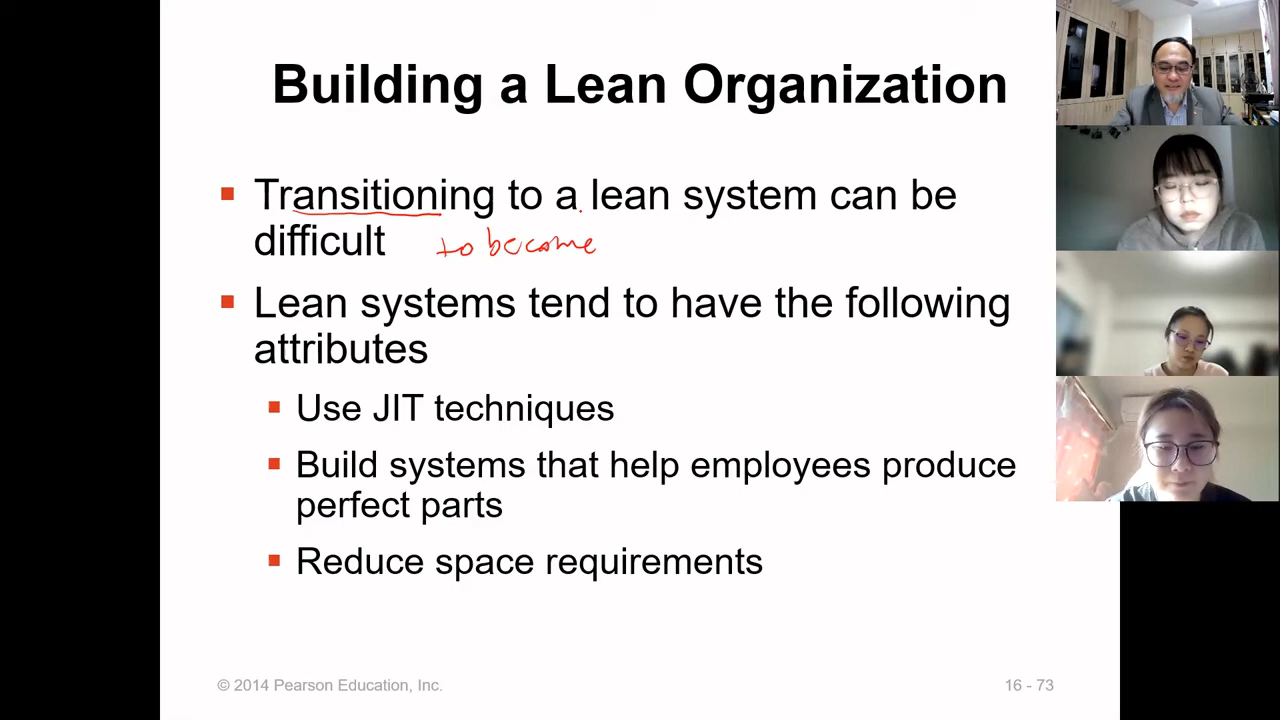 Building a Lean Organization
Transitioning to a lean system can be
difficult
to become
Lean systems tend to have the following
attributes
Use JIT techniques
Build systems that help employees produce
perfect parts
Reduce space requirements
© 2014 Pearson Education, Inc.
16 - 73